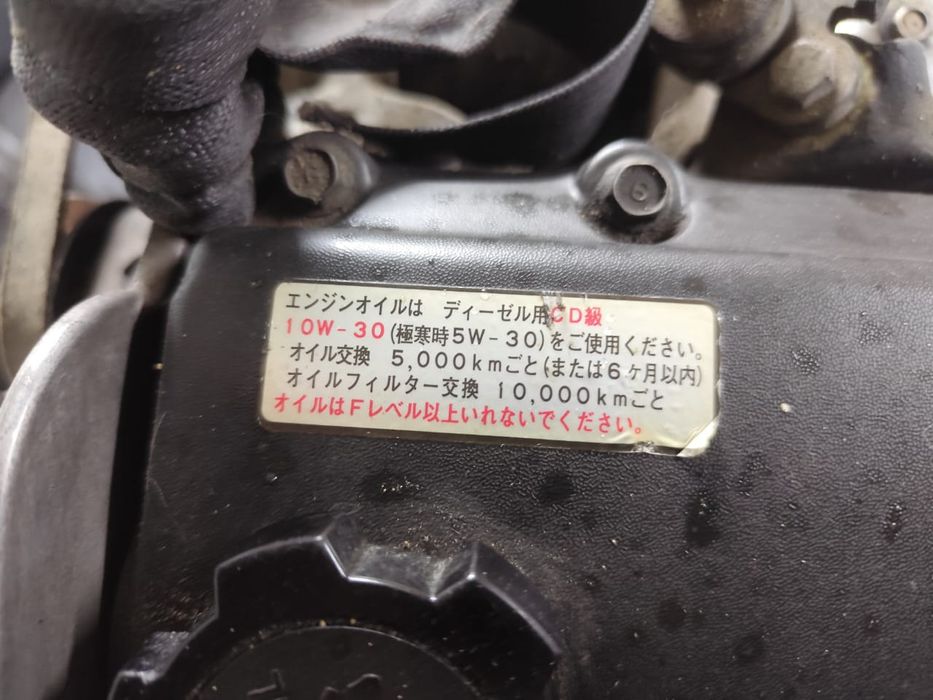 エンジンオイルは ディーゼル用CD級
10W-30(極寒時5W-30)をご使用ください。
オイル交換 5,000kmごと(または6ヶ月以内)
オイルフィルター交換 10,000kmごと
オイルはFレベル以上いれないでください。